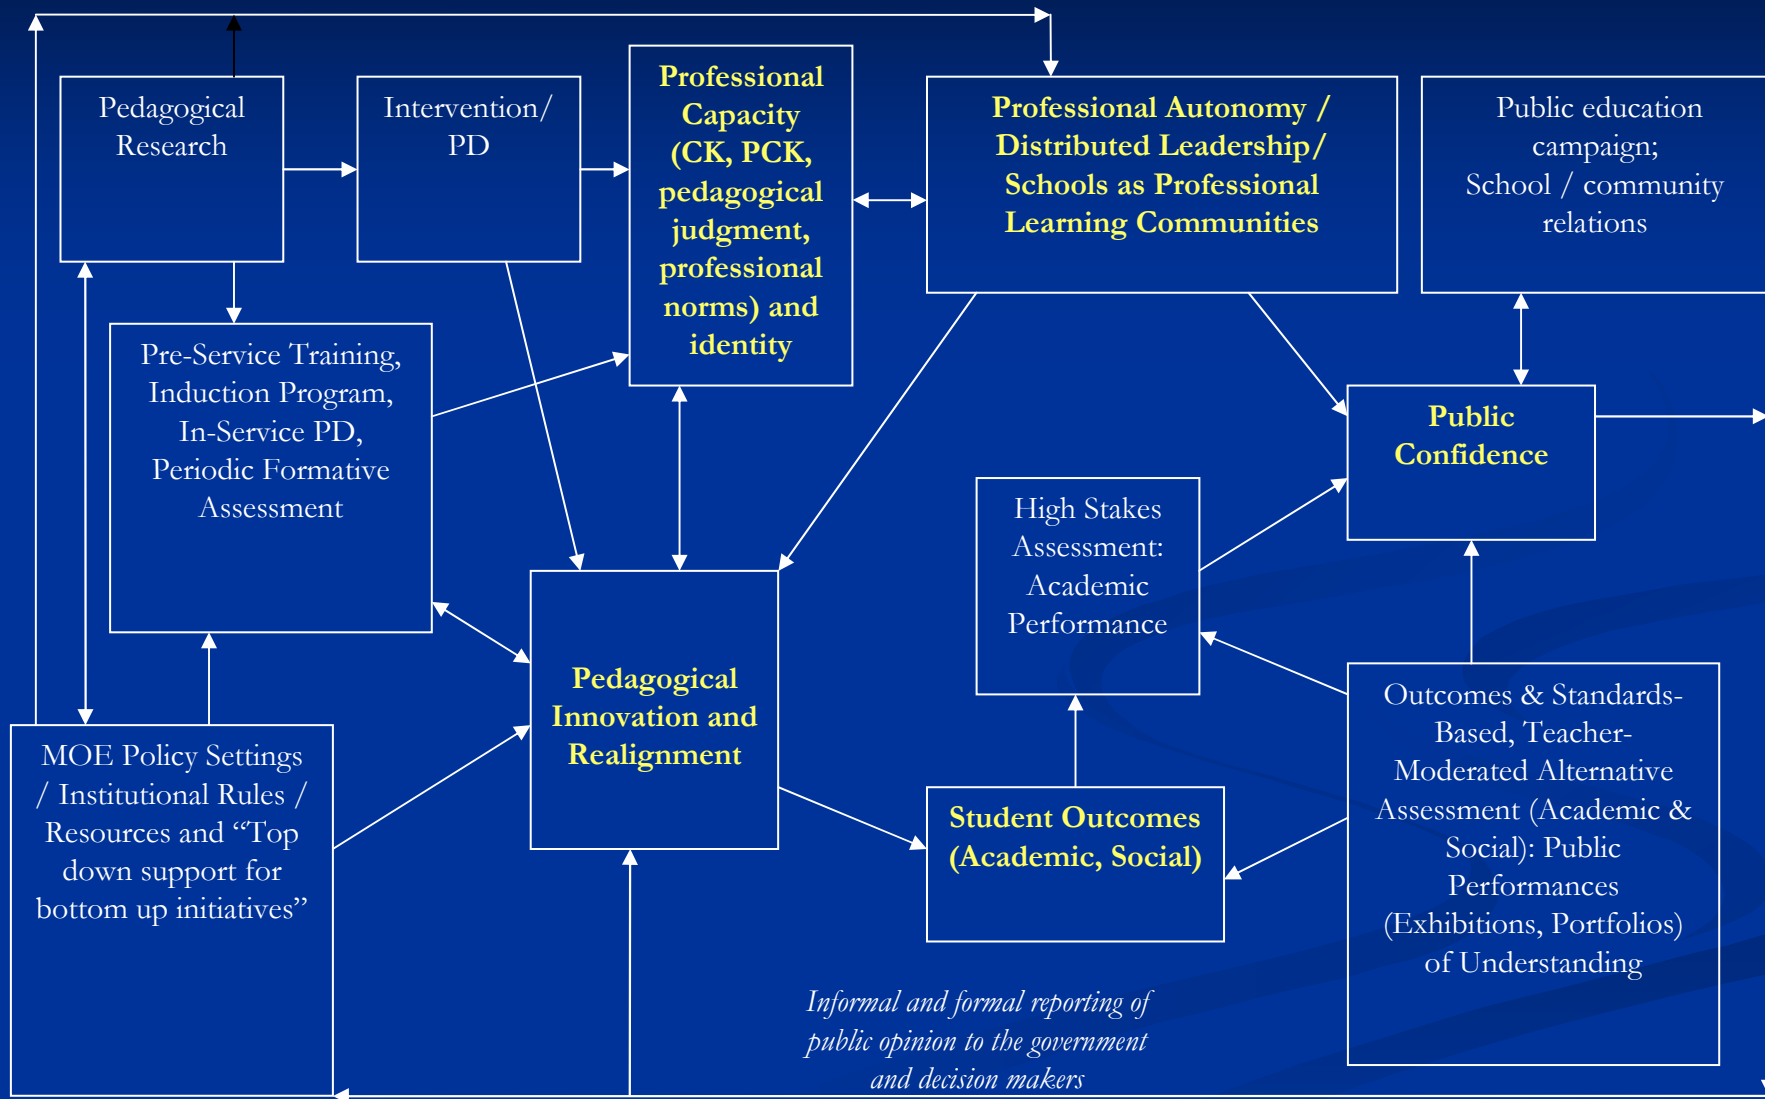 Pedagogical
Research
Intervention/
PD
Professional
Capacity
(CK, PCK,
pedagogical
judgment,
professional
norms) and
identity
Professional Autonomy /
Distributed Leadership/
Schools as Professional
Learning Communities
Public education
campaign;
School / community
relations
Pre-Service Training,
Induction Program,
In-Service PD,
Periodic Formative
Assessment
Public
Confidence
High Stakes
Assessment:
Academic
Performance
Pedagogical
Innovation and
Realignment
MOE Policy Settings
/ Institutional Rules /
Resources and “Top
down support for
bottom up initiatives”
Student Outcomes
(Academic, Social)
Outcomes & Standards-
Based, Teacher-
Moderated Alternative
Assessment (Academic &
Social): Public
Performances
(Exhibitions, Portfolios)
of Understanding
Informal and formal reporting of
public opinion to the government
and decision makers